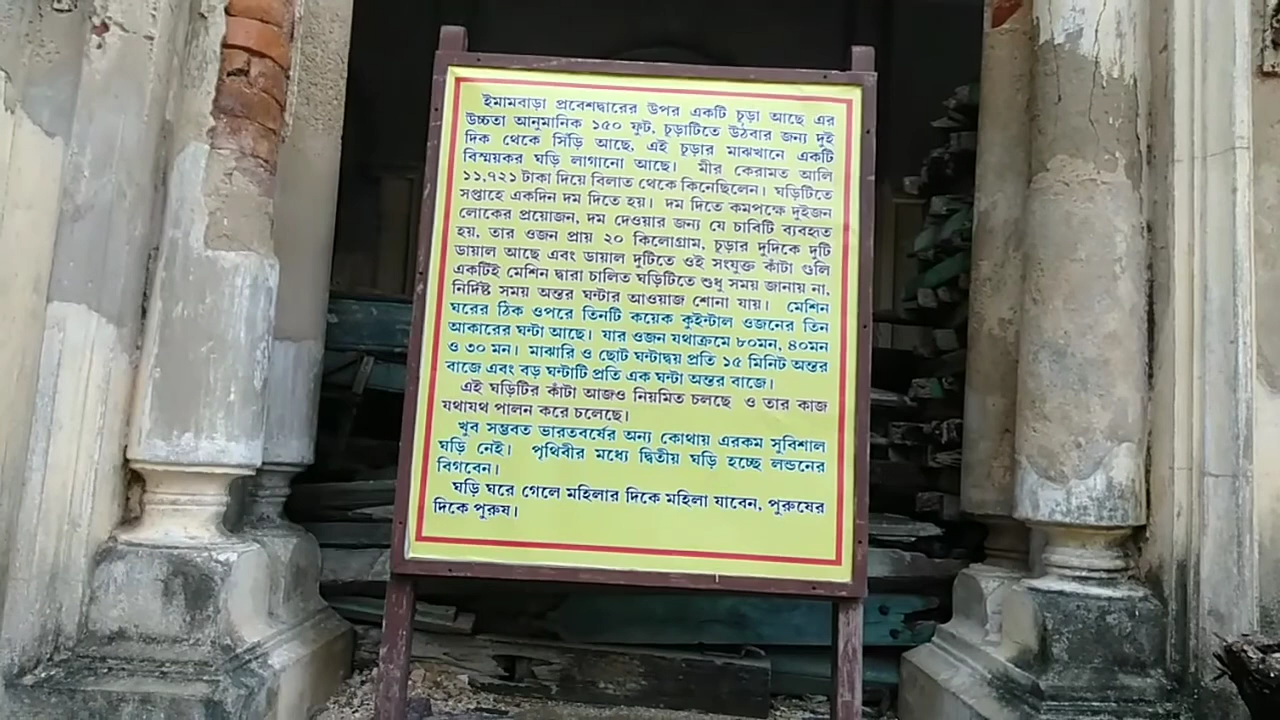 ইমামবাড়া প্রবেশদ্বারের উপর একটি চূড়া আছে এর
উচ্চতা আনুমানিক ১৫০ ফুট, চূড়াটিতে উঠবার জন্য দুই
দিক থেকে সিঁড়ি আছে, এই চূড়ার মাঝখানে একটি
বিস্ময়কর ঘড়ি লাগানো আছে। মীর কেরামত আলি
১১,৭২১ টাকা দিয়ে বিলাত থেকে কিনেছিলেন। ঘড়িটিতে
সপ্তাহে একদিন দম দিতে হয়। দম দিতে কমপক্ষে দুইজন
লোকের প্রয়োজন, দম দেওয়ার জন্য যে চাবিটি ব্যবহৃত
হয়, তার ওজন প্রায় ২০ কিলোগ্রাম, চূড়ার দুদিকে দুটি
ডায়াল আছে এবং ডায়াল দুটিতে ওই সংযুক্ত কাঁটা গুলি
একটিই মেশিন দ্বারা চালিত ঘড়িটিতে শুধু সময় জানায় না,
নির্দিষ্ট সময় অন্তর ঘন্টার আওয়াজ শোনা যায়। মেশিন
ঘরের ঠিক ওপরে তিনটি কয়েক কুইন্টাল ওজনের তিন
আকারের ঘন্টা আছে। যার ওজন যথাক্রমে ৮০মন, ৪০মন
ও ৩০ মন। মাঝারি ও ছোট ঘন্টাদ্বয় প্রতি ১৫ মিনিট অন্তর
বাজে এবং বড় ঘন্টাটি প্রতি এক ঘন্টা অন্তর বাজে।
এই ঘড়িটির কাঁটা আজও নিয়মিত চলছে ও তার কাজ
যথাযথ পালন করে চলেছে।
খুব সম্ভবত ভারতবর্ষের অন্য কোথায় এরকম সুবিশাল
ঘড়ি নেই। পৃথিবীর মধ্যে দ্বিতীয় ঘড়ি হচ্ছে লন্ডনের
বিগবেন।
ঘড়ি ঘরে গেলে মহিলার দিকে মহিলা যাবেন, পুরুষের
দিকে পুরুষ।